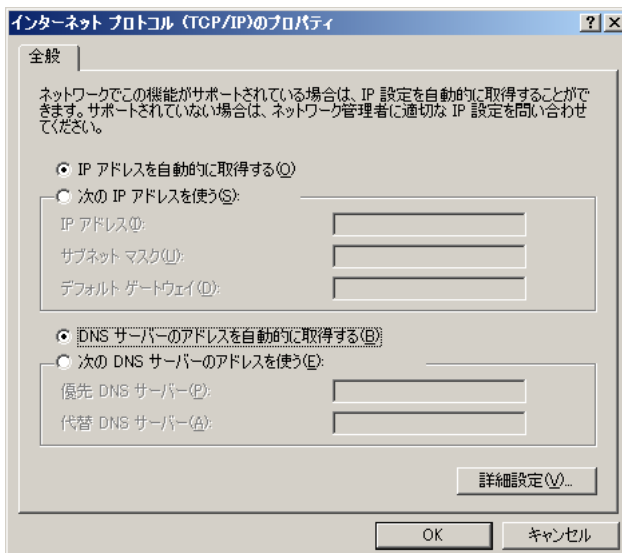 インターネット プロトコル (TCP/IP)のプロパティ
全般
ネットワークでこの機能がサポートされている場合は、IP 設定を自動的に取得することがで
きます。サポートされていない場合は、ネットワーク管理者に適切な IP 設定を問い合わせ
てください。
IP アドレスを自動的に取得する(O)
次の IP アドレスを使う(S):
IP アドレス(I):
サブネット マスク(U):
デフォルト ゲートウェイ(D):
DNS サーバーのアドレスを自動的に取得する(B)
次の DNS サーバーのアドレスを使う(E):
優先 DNS サーバー(P):
代替 DNS サーバー(A):
詳細設定(V)...
OK
キャンセル